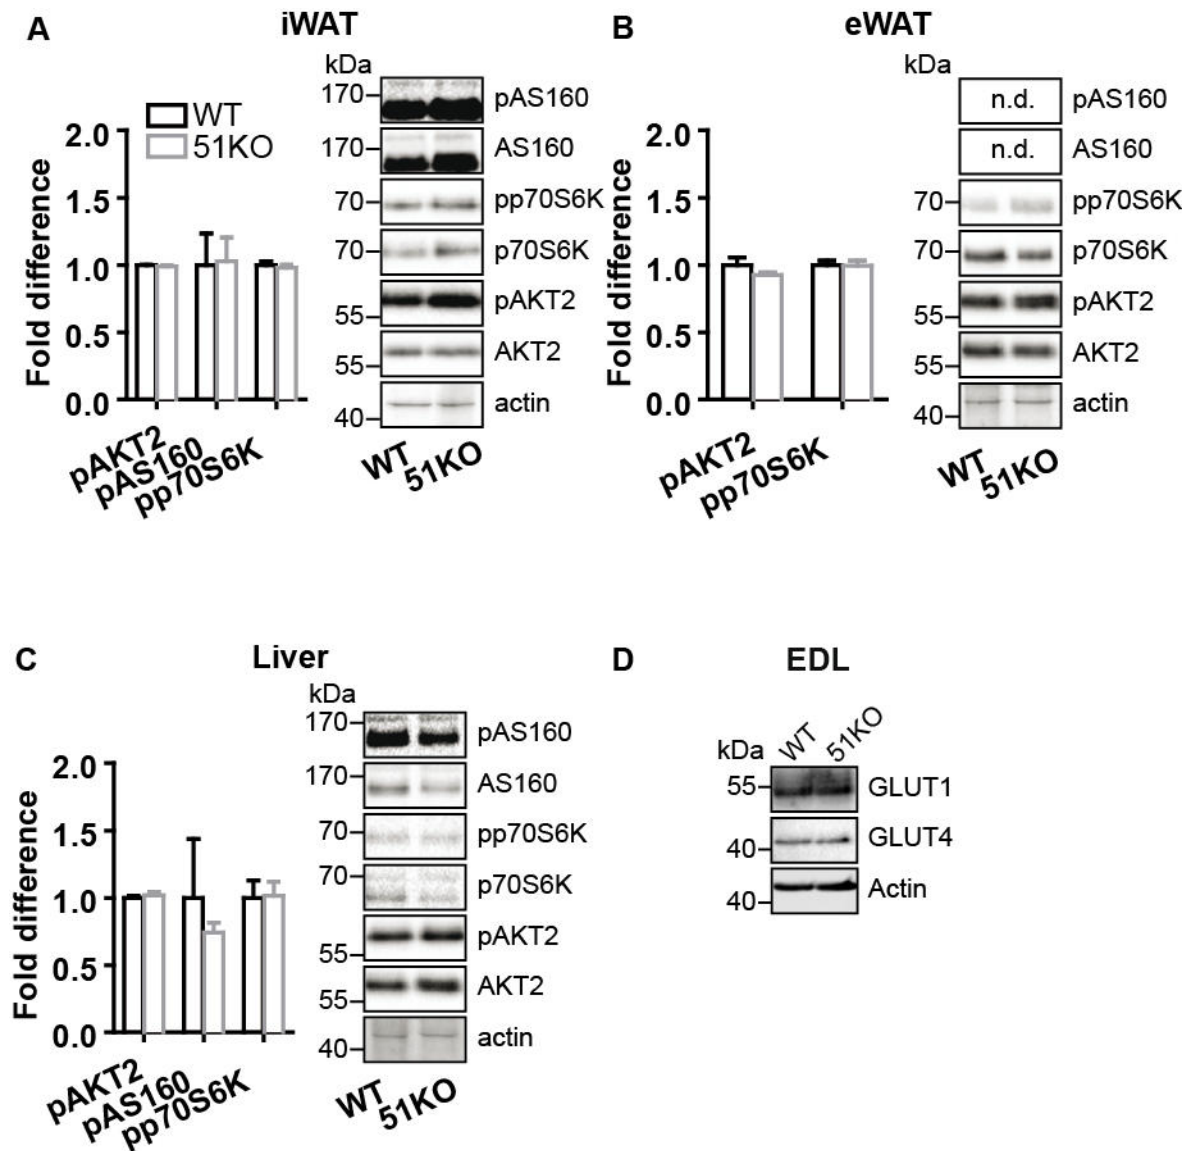 A
iWAT
WT
51KO
Fold difference
2.0
1.5
1.0
0.5
0.0
pAKT2
pAS160
pp70S6K
kDa
170
pAS160
170
AS160
70
pp70S6K
70
p70S6K
55
pAKT2
55
AKT2
40
actin
WT
51KO
B
eWAT
Fold difference
2.0
1.5
1.0
0.5
0.0
pAKT2
pp70S6K
kDa
n.d.
pAS160
n.d.
AS160
70
pp70S6K
70
p70S6K
55
pAKT2
55
AKT2
40
actin
WT
51KO
C
Liver
Fold difference
2.0
1.5
1.0
0.5
0.0
pAKT2
pAS160
pp70S6K
kDa
170
pAS160
170
AS160
70
pp70S6K
70
p70S6K
55
pAKT2
55
AKT2
40
actin
WT
51KO
D
EDL
kDa
WT
51KO
55
GLUT1
40
GLUT4
40
Actin